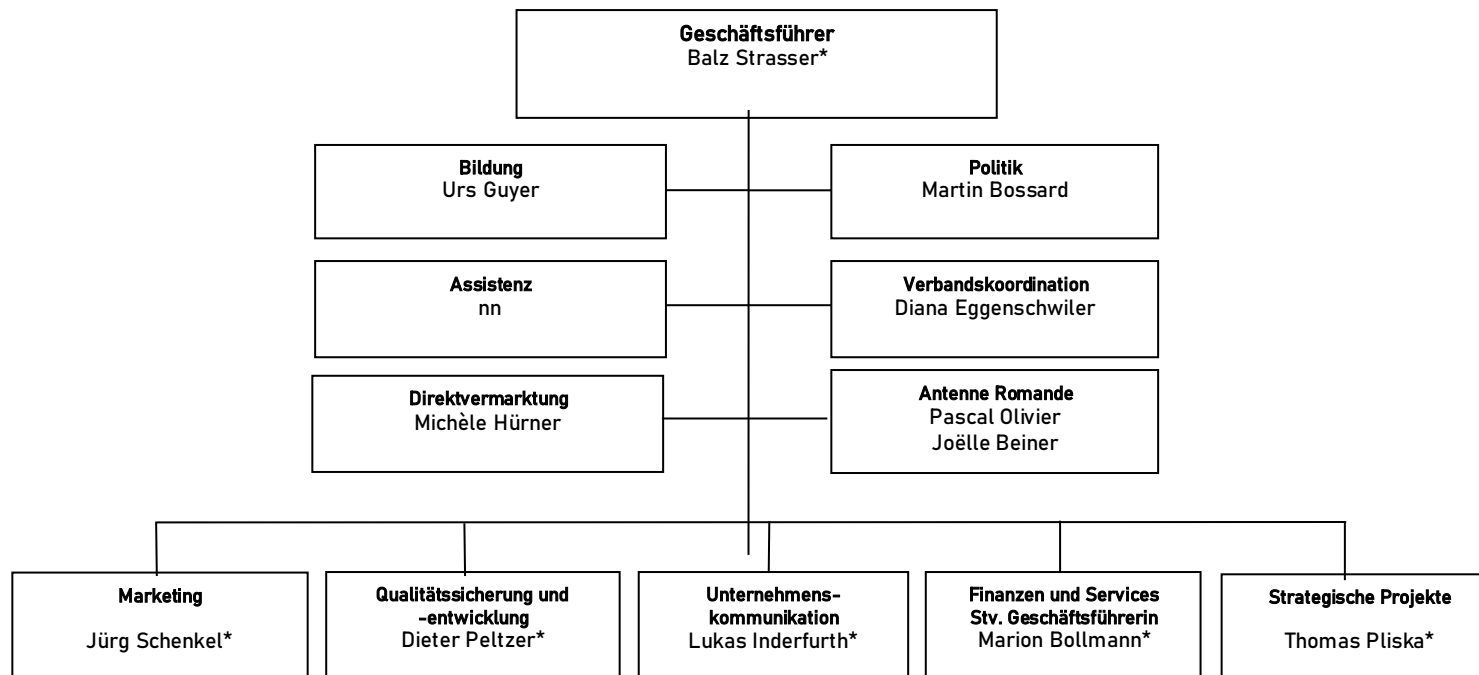 Geschäftsführer
Balz Strasser*
Bildung
Urs Guyer
Politik
Martin Bossard
Assistenz
nn
Verbandskoordination
Diana Eggenschwiler
Direktvermarktung
Michèle Hürner
Antenne Romande
Pascal Olivier
Joëlle Beiner
Marketing
Jürg Schenkel*
Qualitätssicherung und
-entwicklung
Dieter Peltzer*
Unternehmens-
kommunikation
Lukas Inderfurth*
Finanzen und Services
Stv. Geschäftsführerin
Marion Bollmann*
Strategische Projekte
Thomas Pliska*